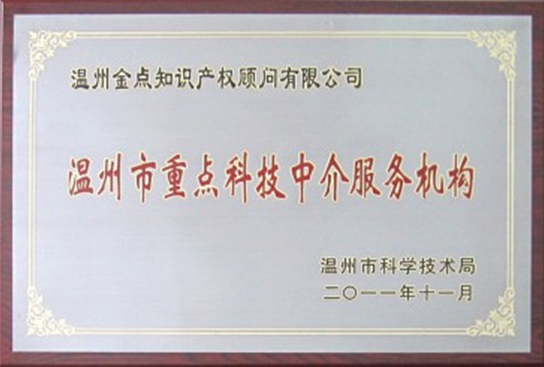 温州金点知识产权顾问有限公司
温州市重点科技中介服务机构
温州市科学技术局
二〇一一年十一月